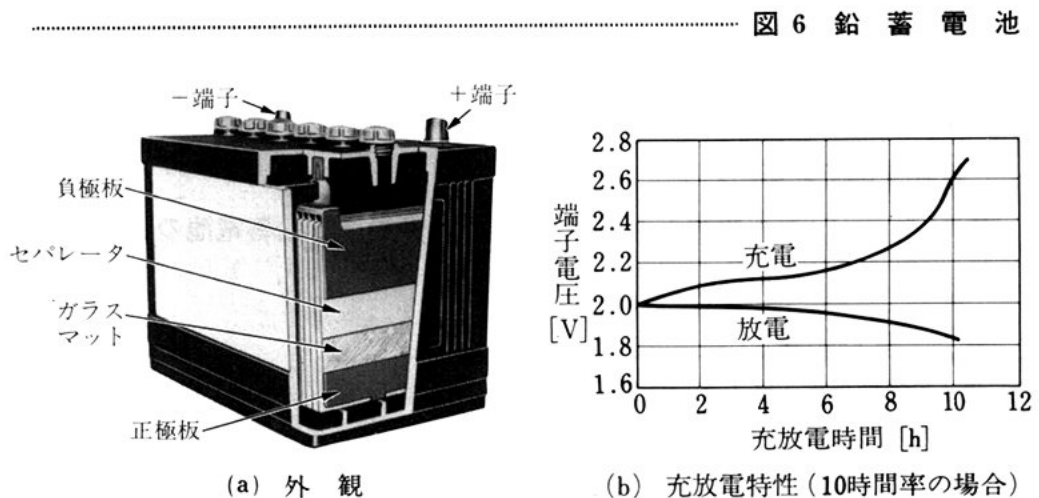 図6 鉛蓄電池
－端子
＋端子
負極板
セパレータ
ガラス
マット
正極板
(a) 外観
2.8
2.6
2.4
2.2
2.0
1.8
1.6
端子電圧
[V]
充電
放電
0 2 4 6 8 10 12
充放電時間 [h]
(b) 充放電特性(10時間率の場合)